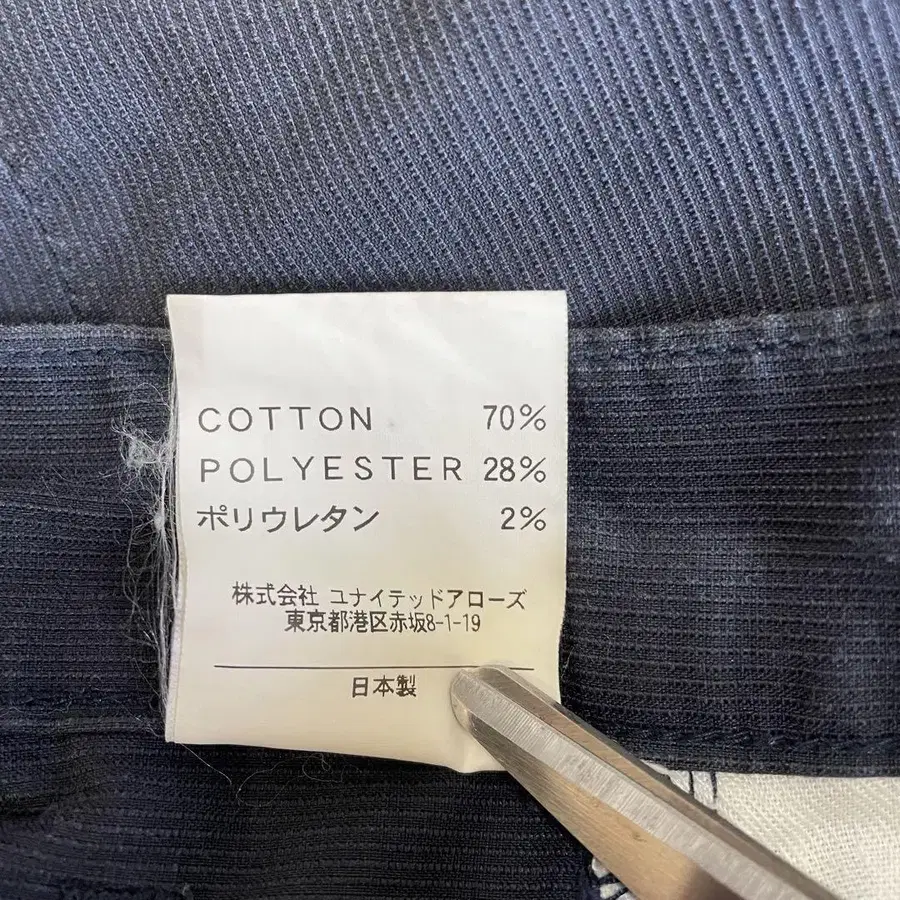 COTTON 70%
POLYESTER 28%
ポリウレタン 2%
株式会社 ユナイテッドアローズ
東京都港区赤坂8-1-19
日本製